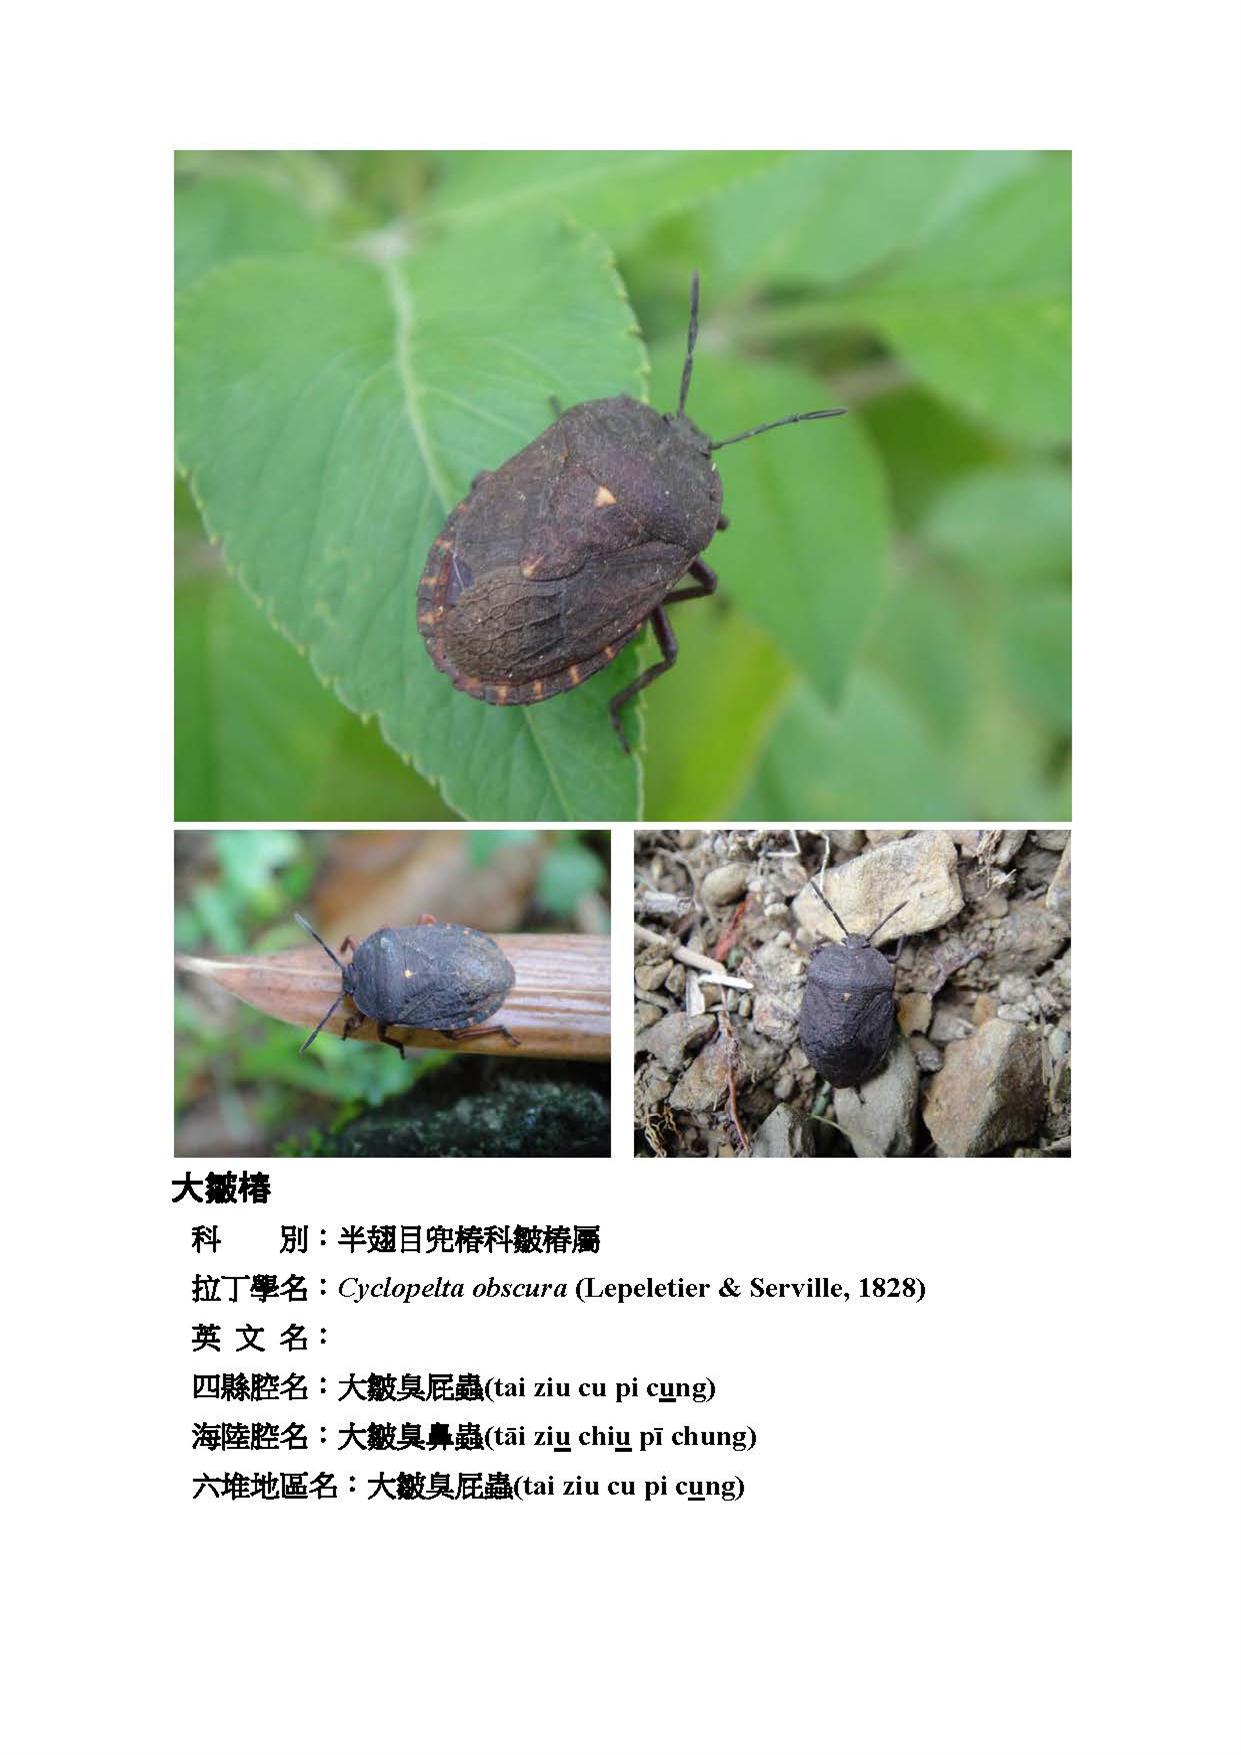 大皺椿
科　　別：半翅目兜椿科皺椿屬
拉丁學名：Cyclopelta obscura (Lepeletier & Serville, 1828)
英 文 名：
四縣腔名：大皺臭屁蟲(tai ziu cu pi cung)
海陸腔名：大皺臭鼻蟲(tāi ziu chiu pī chung)
六堆地區名：大皺臭屁蟲(tai ziu cu pi cung)